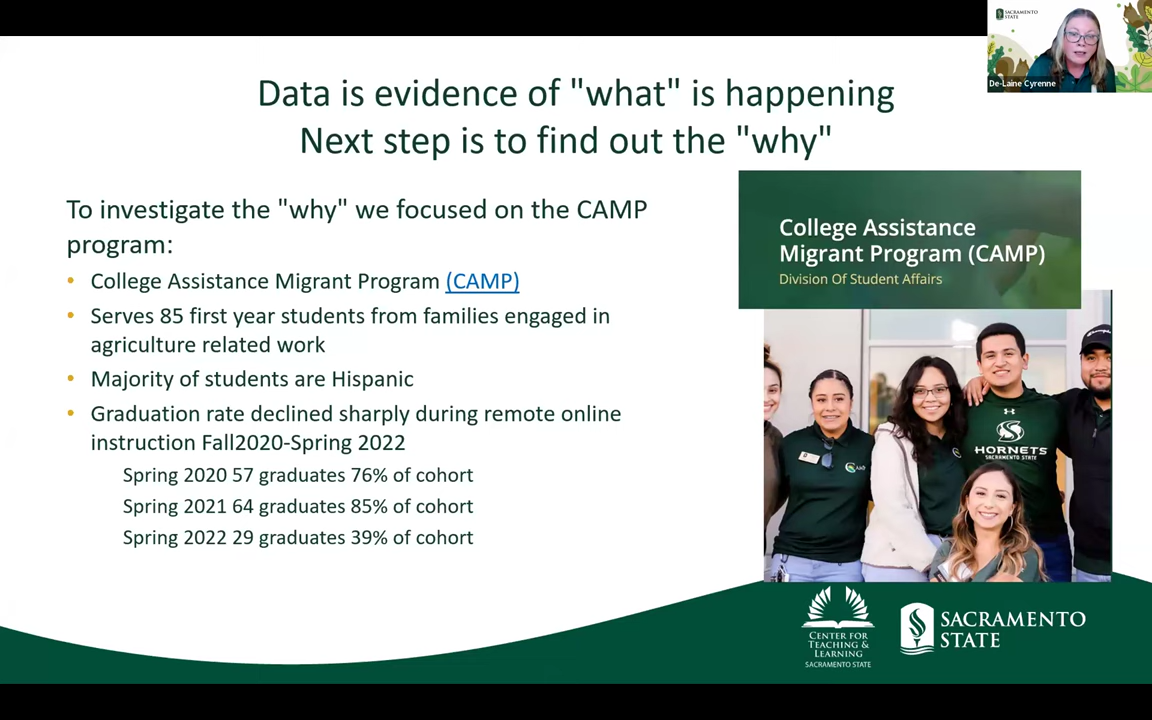 SACRAMENTO
STATE
De-Laine Cyrenne
Data is evidence of "what" is happening
Next step is to find out the "why"
To investigate the "why" we focused on the CAMP
program:
• College Assistance Migrant Program (CAMP)
• Serves 85 first year students from families engaged in
agriculture related work
• Majority of students are Hispanic
• Graduation rate declined sharply during remote online
instruction Fall2020-Spring 2022
Spring 2020 57 graduates 76% of cohort
Spring 2021 64 graduates 85% of cohort
Spring 2022 29 graduates 39% of cohort
College Assistance
Migrant Program (CAMP)
Division Of Student Affairs
HORNETS
SACRAMENTO STATE
CENTER FOR
TEACHING &
LEARNING
SACRAMENTO STATE
SACRAMENTO
STATE